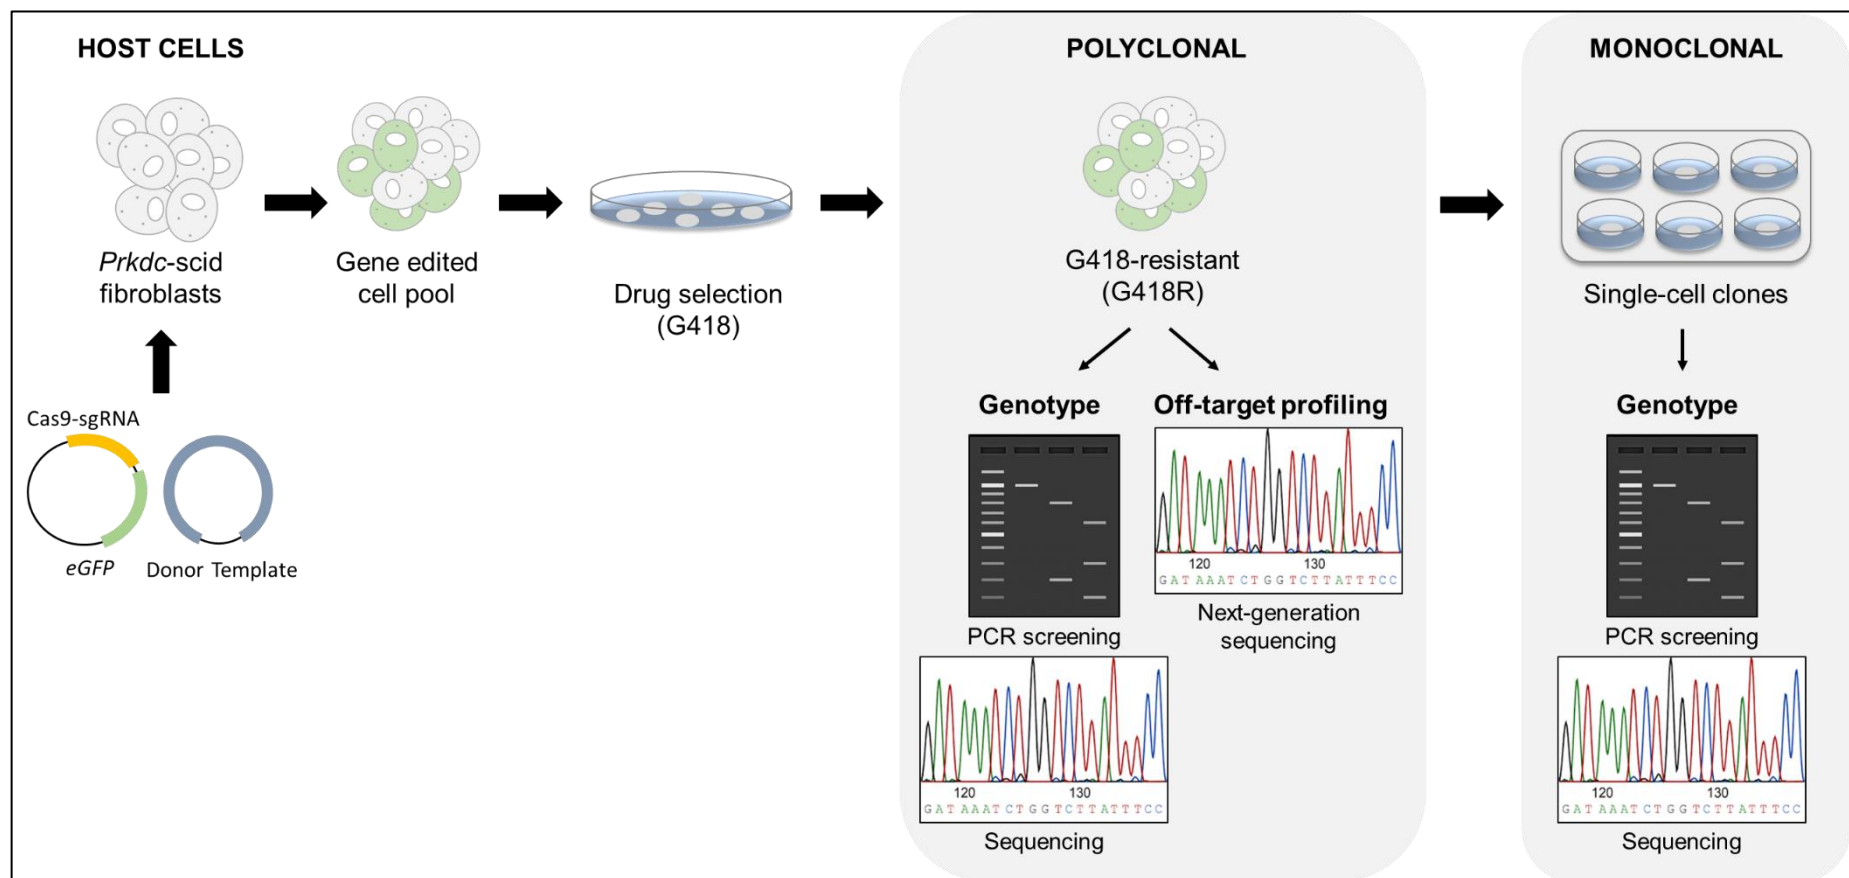 HOST CELLS
Prkdc-scid
fibroblasts
Cas9-sgRNA
eGFP
Donor Template
Gene edited
cell pool
Drug selection
(G418)
POLYCLONAL
G418-resistant
(G418R)
Genotype
PCR screening
120 130
GATAAATCTGGTCTTATTTCC
Sequencing
Off-target profiling
120 130
GATAAATCTGGTCTTATTTCC
Next-generation
sequencing
MONOCLONAL
Single-cell clones
Genotype
PCR screening
120 130
GATAAATCTGGTCTTATTTCC
Sequencing